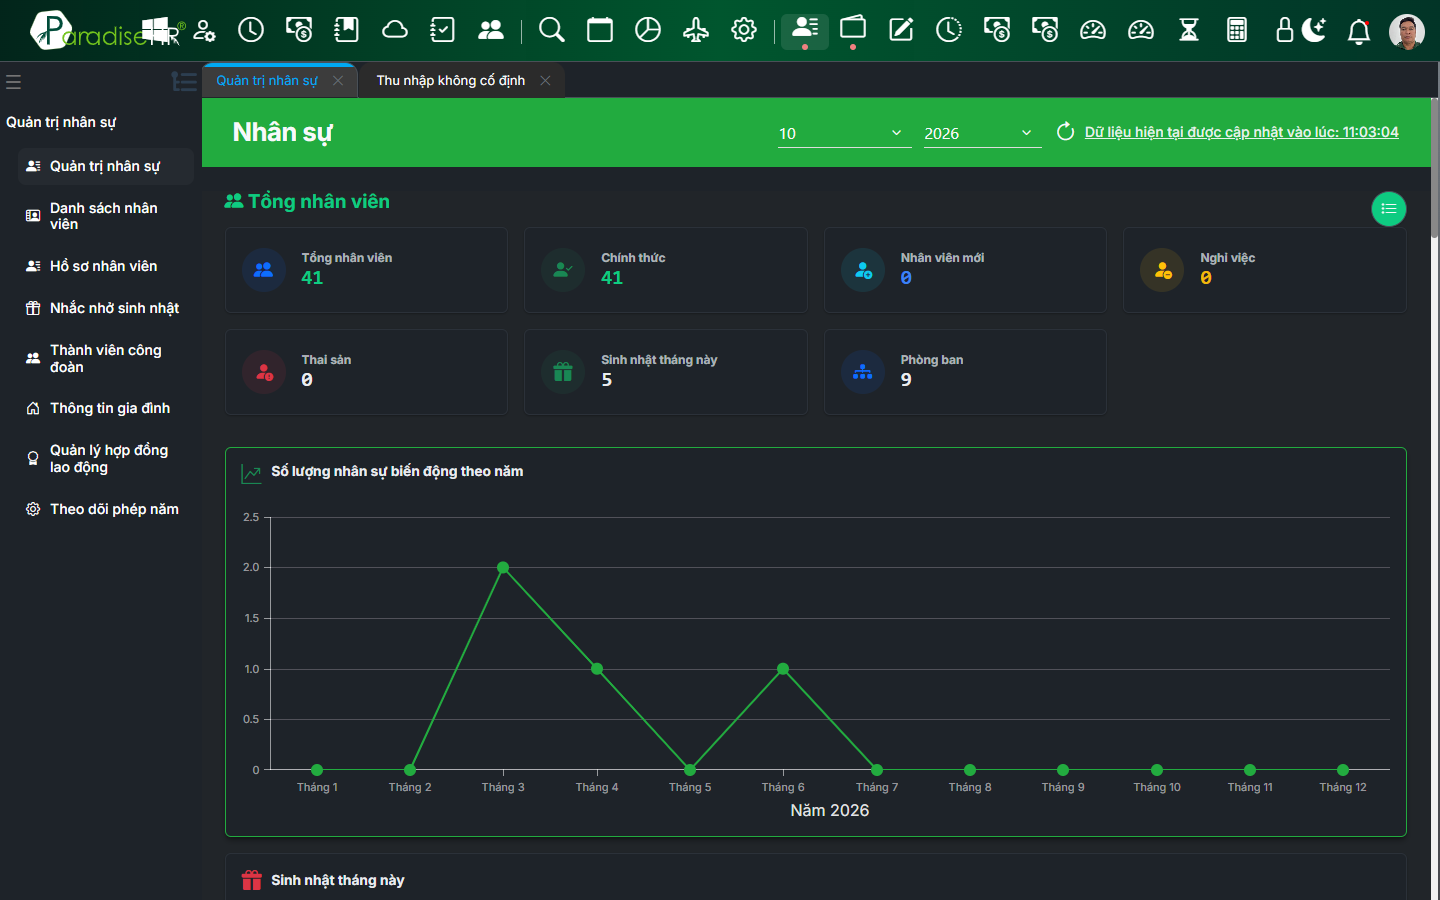 ParadiseHR®
Quản trị nhân sự
Thu nhập không cố định
Quản trị nhân sự
Quản trị nhân sự
Danh sách nhân
viên
Hồ sơ nhân viên
Nhắc nhở sinh nhật
Thành viên công
đoàn
Thông tin gia đình
Quản lý hợp đồng
lao động
Theo dõi phép năm
Nhân sự
10
2026
Dữ liệu hiện tại được cập nhật vào lúc: 11:03:04
Tổng nhân viên
Tổng nhân viên
41
Chính thức
41
Nhân viên mới
0
Nghỉ việc
0
Thai sản
0
Sinh nhật tháng này
5
Phòng ban
9
Số lượng nhân sự biến động theo năm
2.5
2.0
1.5
1.0
0.5
0
Tháng 1
Tháng 2
Tháng 3
Tháng 4
Tháng 5
Tháng 6
Tháng 7
Tháng 8
Tháng 9
Tháng 10
Tháng 11
Tháng 12
Năm 2026
Sinh nhật tháng này